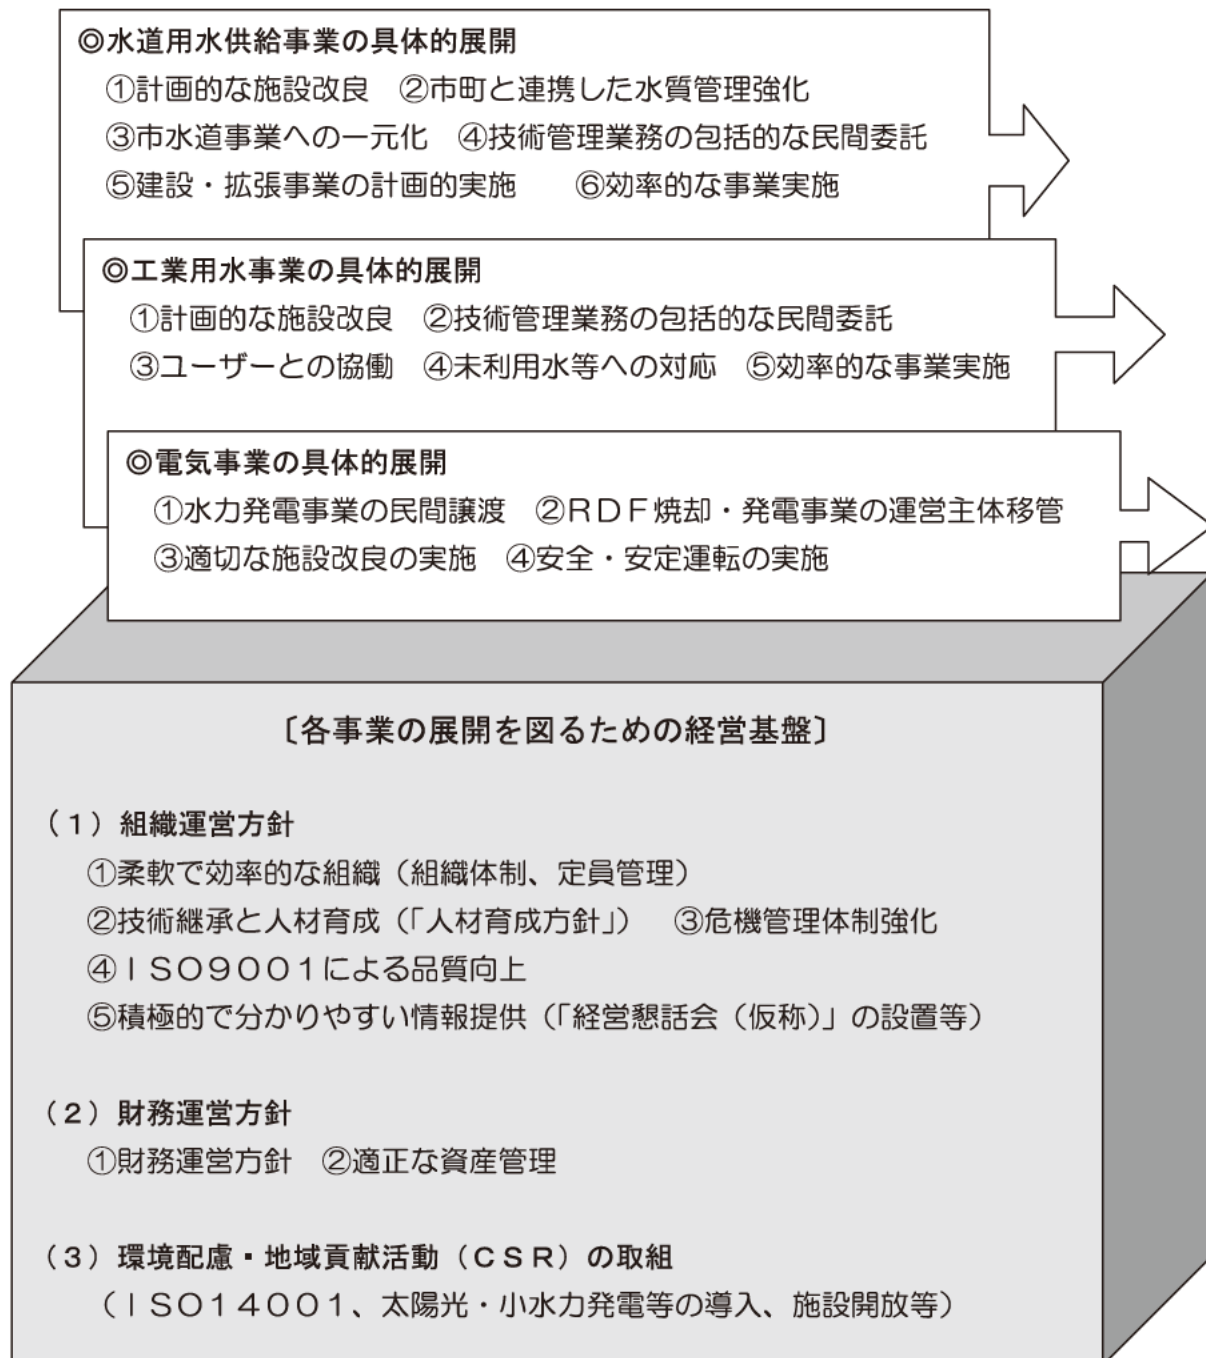 ◎水道用水供給事業の具体的展開
①計画的な施設改良　②市町と連携した水質管理強化
③市水道事業への一元化　④技術管理業務の包括的な民間委託
⑤建設・拡張事業の計画的実施　　⑥効率的な事業実施
◎工業用水事業の具体的展開
①計画的な施設改良　②技術管理業務の包括的な民間委託
③ユーザーとの協働　④未利用水等への対応　⑤効率的な事業実施
◎電気事業の具体的展開
①水力発電事業の民間譲渡　②ＲＤＦ焼却・発電事業の運営主体移管
③適切な施設改良の実施　④安全・安定運転の実施
〔各事業の展開を図るための経営基盤〕
（１）組織運営方針
①柔軟で効率的な組織（組織体制、定員管理）
②技術継承と人材育成（「人材育成方針」）　③危機管理体制強化
④ＩＳＯ９００１による品質向上
⑤積極的で分かりやすい情報提供（「経営懇話会（仮称）」の設置等）
（２）財務運営方針
①財務運営方針　②適正な資産管理
（３）環境配慮・地域貢献活動（ＣＳＲ）の取組
（ＩＳＯ１４００１、太陽光・小水力発電等の導入、施設開放等）